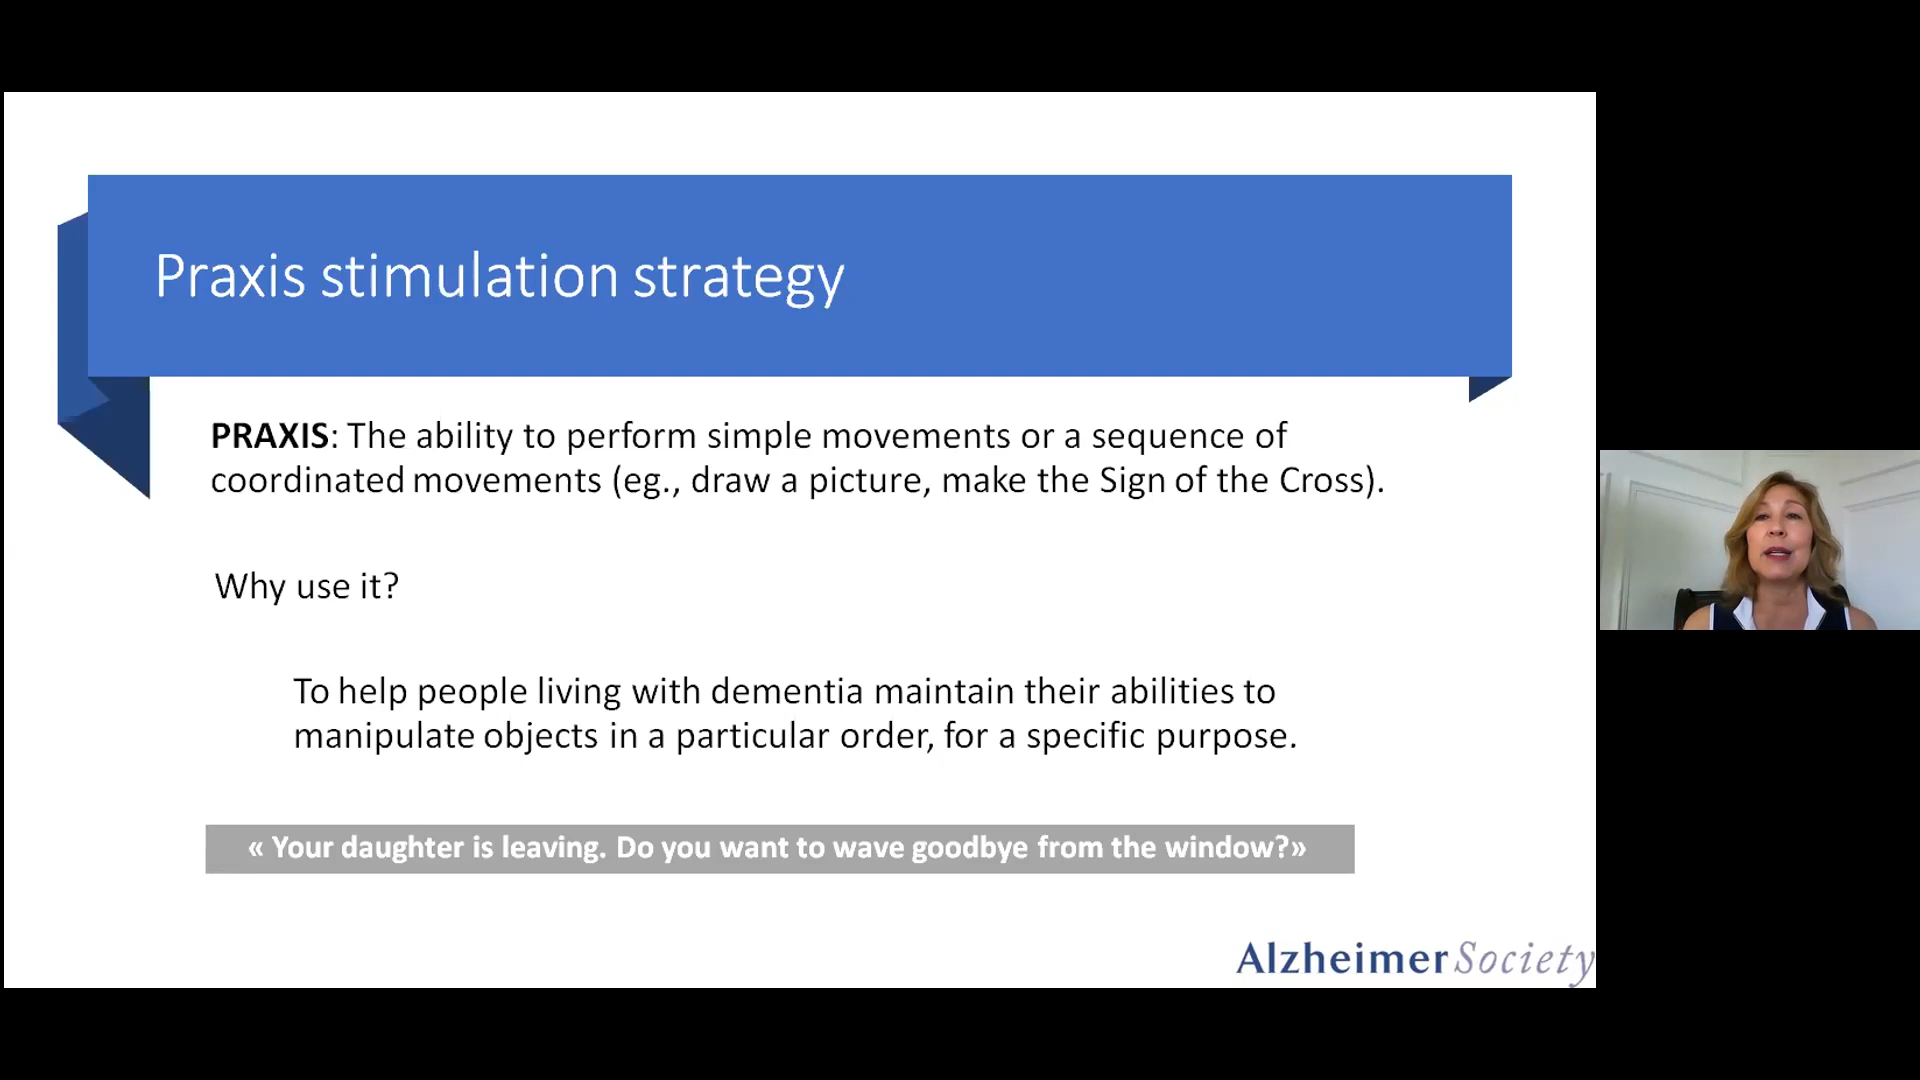 Praxis stimulation strategy
PRAXIS: The ability to perform simple movements or a sequence of
coordinated movements (eg., draw a picture, make the Sign of the Cross).
Why use it?
To help people living with dementia maintain their abilities to
manipulate objects in a particular order, for a specific purpose.
« Your daughter is leaving. Do you want to wave goodbye from the window?»
Alzheimer Society